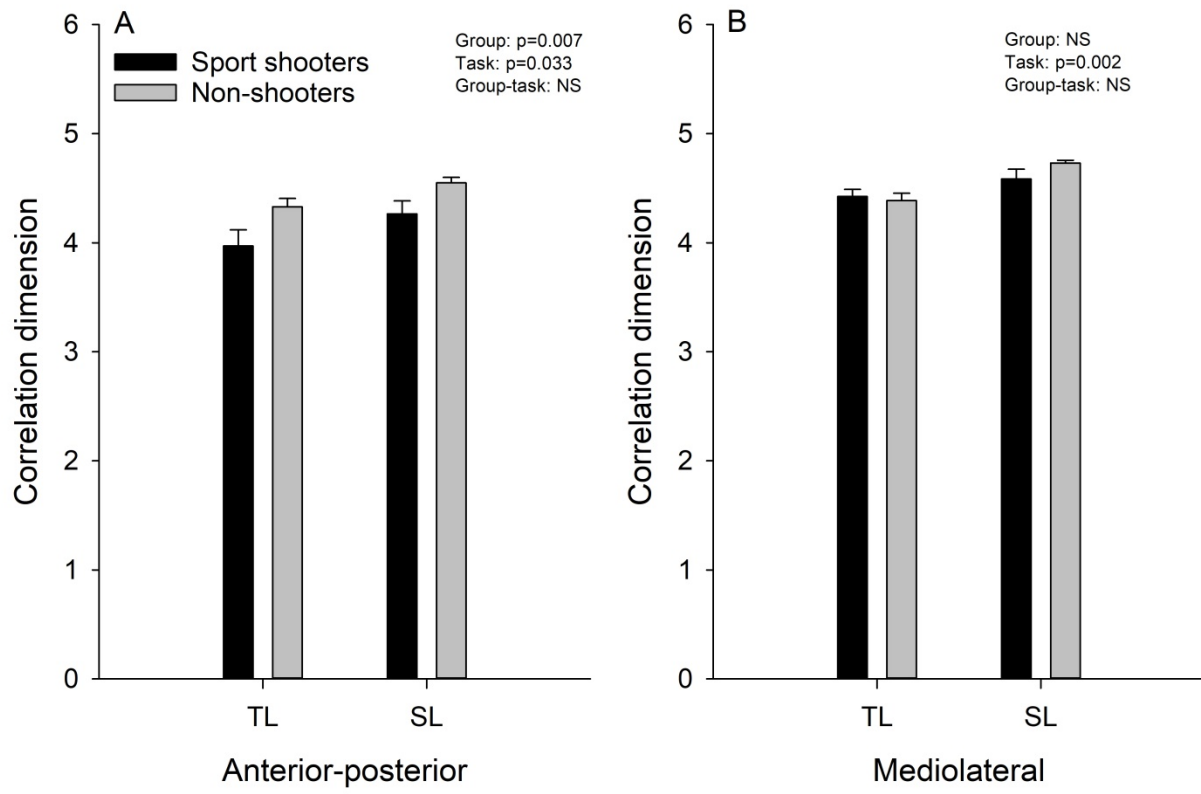 A
Sport shooters
Non-shooters
Group: p=0.007
Task: p=0.033
Group-task: NS
6
5
4
3
2
1
0
Correlation dimension
TL
SL
Anterior-posterior
B
Group: NS
Task: p=0.002
Group-task: NS
6
5
4
3
2
1
0
Correlation dimension
TL
SL
Mediolateral